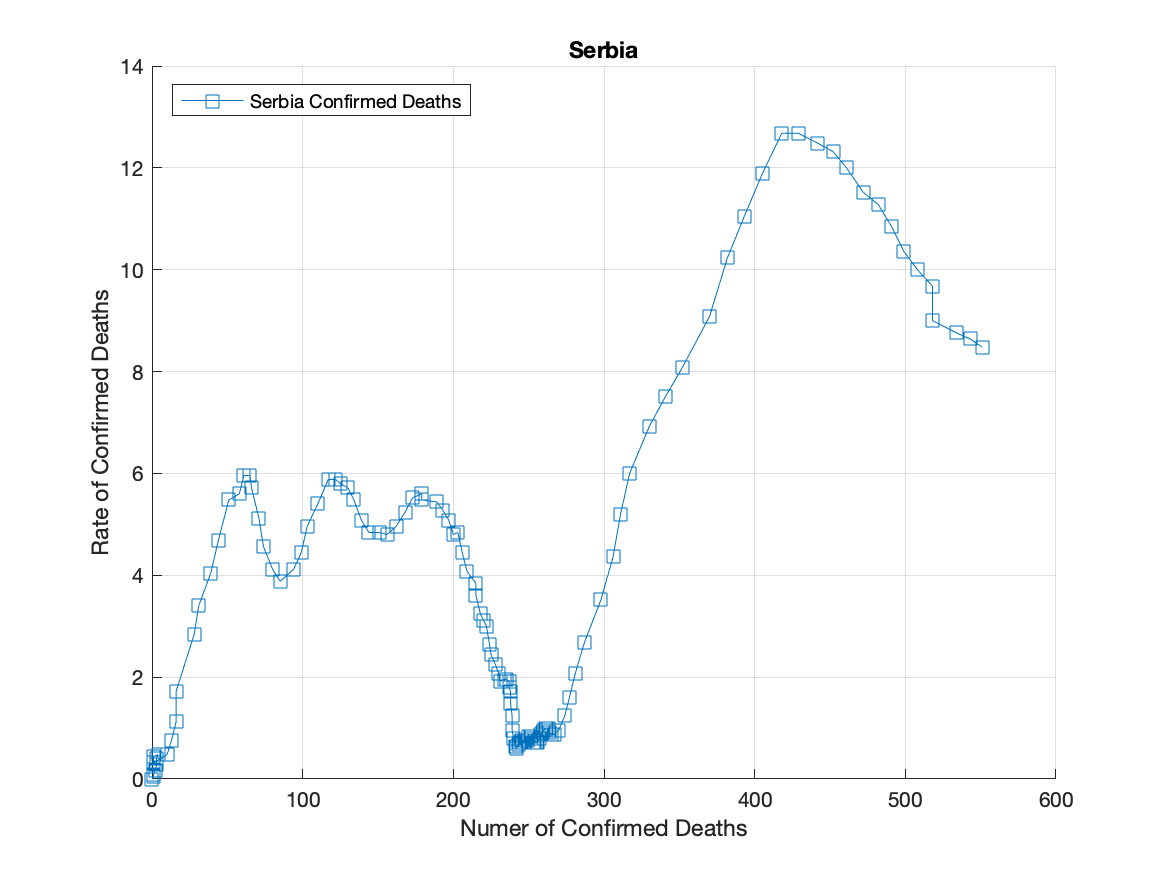 Serbia
Serbia Confirmed Deaths
Rate of Confirmed Deaths
14
12
10
8
6
4
2
0
0 100 200 300 400 500 600
Numer of Confirmed Deaths